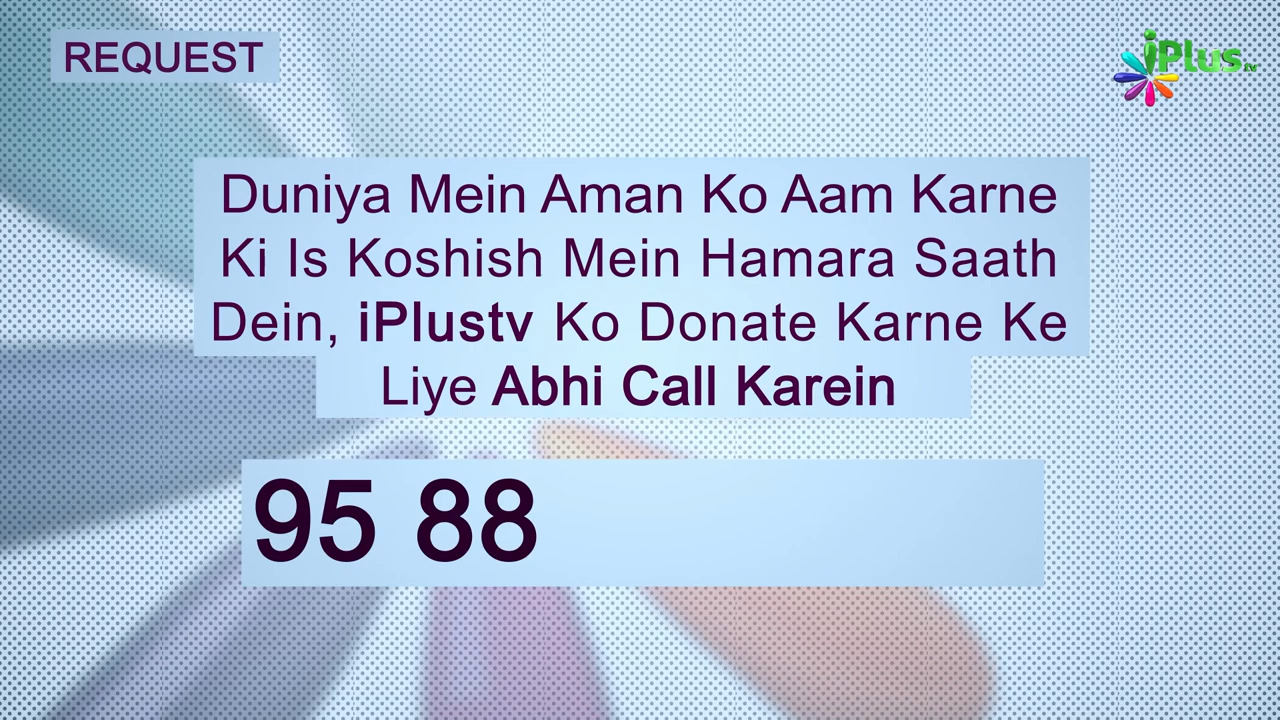 REQUEST
iPlus.tv
Duniya Mein Aman Ko Aam Karne
Ki Is Koshish Mein Hamara Saath
Dein, iPlustv Ko Donate Karne Ke
Liye Abhi Call Karein
95 88